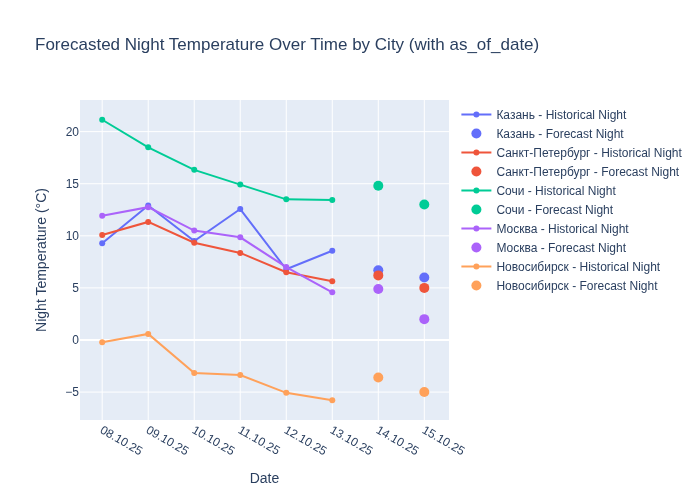 Forecasted Night Temperature Over Time by City (with as_of_date)
Night Temperature (°C)
20
15
10
5
0
−5
08.10.25
09.10.25
10.10.25
11.10.25
12.10.25
13.10.25
14.10.25
15.10.25
Date
Казань - Historical Night
Казань - Forecast Night
Санкт-Петербург - Historical Night
Санкт-Петербург - Forecast Night
Сочи - Historical Night
Сочи - Forecast Night
Москва - Historical Night
Москва - Forecast Night
Новосибирск - Historical Night
Новосибирск - Forecast Night